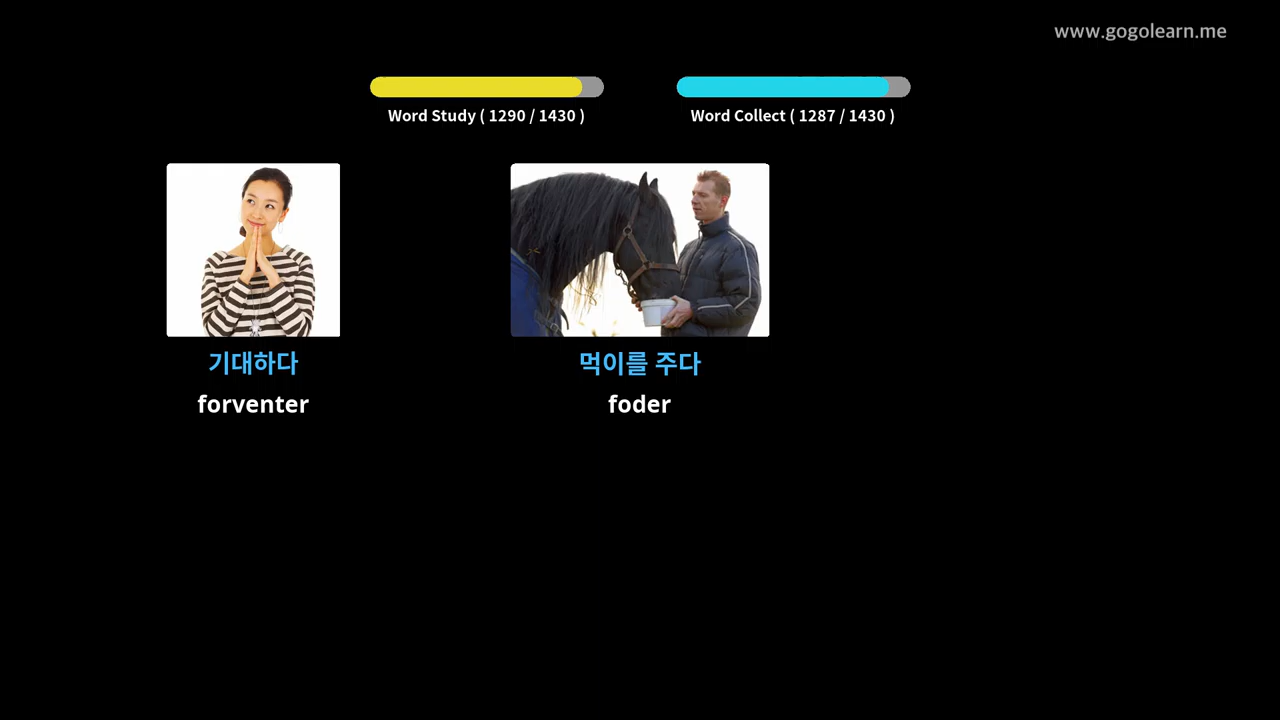 www.gogolearn.me
Word Study ( 1290 / 1430 )
Word Collect ( 1287 / 1430 )
기대하다
forventer
먹이를 주다
foder